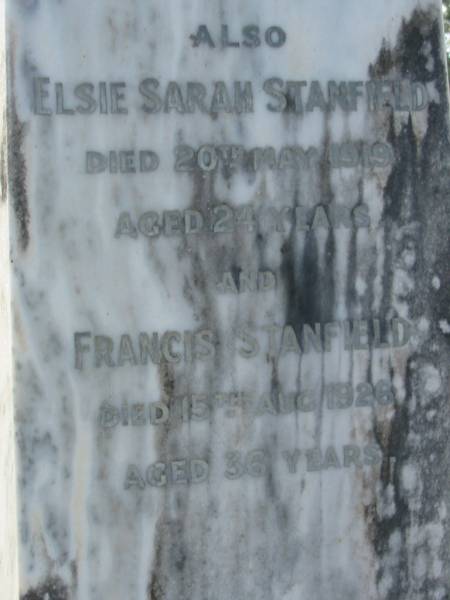 ALSO
ELSIE SARAH STANFIELD
DIED 20TH MAY 1919
AGED 24 YEARS
AND
FRANCIS STANFIELD
DIED 15TH AUG 1926
AGED 36 YEARS